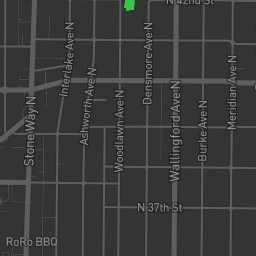 N 42nd St
Stone Way N
Interlake Ave N
Ashworth Ave N
Woodlawn Ave N
Densmore Ave N
Wallingford Ave N
Burke Ave N
Meridian Ave N
N 37th St
RoRo BBQ